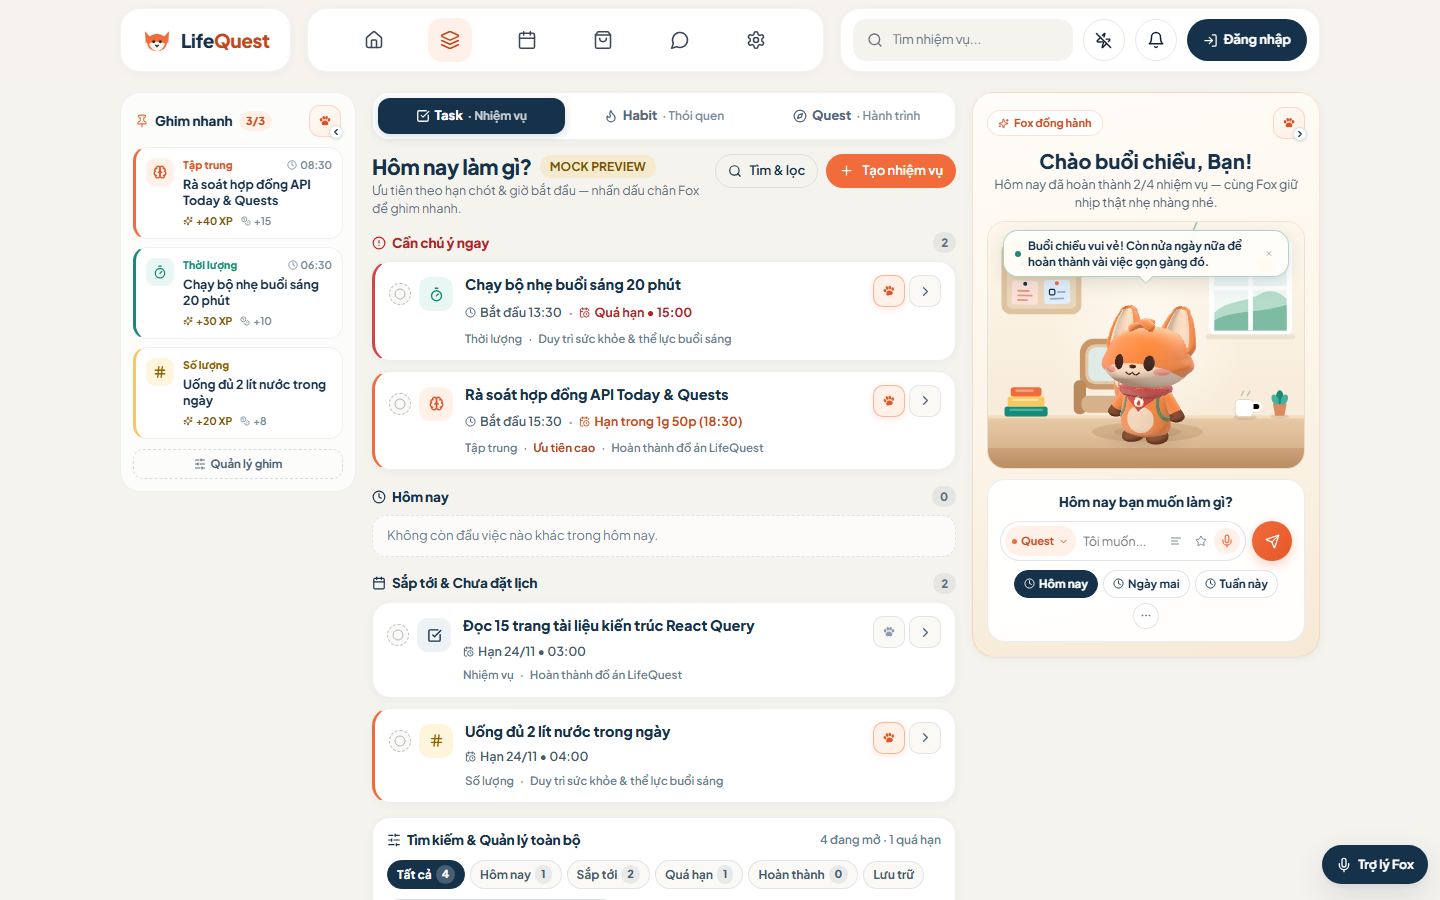 LifeQuest
Tìm nhiệm vụ...
Đăng nhập
Ghim nhanh 3/3
Tập trung 08:30
Rà soát hợp đồng API
Today & Quests
+40 XP +15
Thời lượng 06:30
Chạy bộ nhẹ buổi sáng
20 phút
+30 XP +10
Số lượng
Uống đủ 2 lít nước trong
ngày
+20 XP +8
Quản lý ghim
Task · Nhiệm vụ
Habit · Thói quen
Quest · Hành trình
Hôm nay làm gì? MOCK PREVIEW
Ưu tiên theo hạn chót & giờ bắt đầu — nhấn dấu chân Fox
để ghim nhanh.
Tìm & lọc
Tạo nhiệm vụ
Cần chú ý ngay 2
Chạy bộ nhẹ buổi sáng 20 phút
Bắt đầu 13:30 · Quá hạn • 15:00
Thời lượng · Duy trì sức khỏe & thể lực buổi sáng
Rà soát hợp đồng API Today & Quests
Bắt đầu 15:30 · Hạn trong 1g 50p (18:30)
Tập trung · Ưu tiên cao · Hoàn thành đồ án LifeQuest
Hôm nay 0
Không còn đầu việc nào khác trong hôm nay.
Sắp tới & Chưa đặt lịch 2
Đọc 15 trang tài liệu kiến trúc React Query
Hạn 24/11 • 03:00
Nhiệm vụ · Hoàn thành đồ án LifeQuest
Uống đủ 2 lít nước trong ngày
Hạn 24/11 • 04:00
Số lượng · Duy trì sức khỏe & thể lực buổi sáng
Tìm kiếm & Quản lý toàn bộ 4 đang mở · 1 quá hạn
Tất cả 4 Hôm nay 1 Sắp tới 2 Quá hạn 1 Hoàn thành 0 Lưu trữ
Fox đồng hành
Chào buổi chiều, Bạn!
Hôm nay đã hoàn thành 2/4 nhiệm vụ — cùng Fox giữ
nhịp thật nhẹ nhàng nhé.
Buổi chiều vui vẻ! Còn nửa ngày nữa để
hoàn thành vài việc gọn gàng đó.
Hôm nay bạn muốn làm gì?
Quest Tôi muốn...
Hôm nay Ngày mai Tuần này
...
Trợ lý Fox